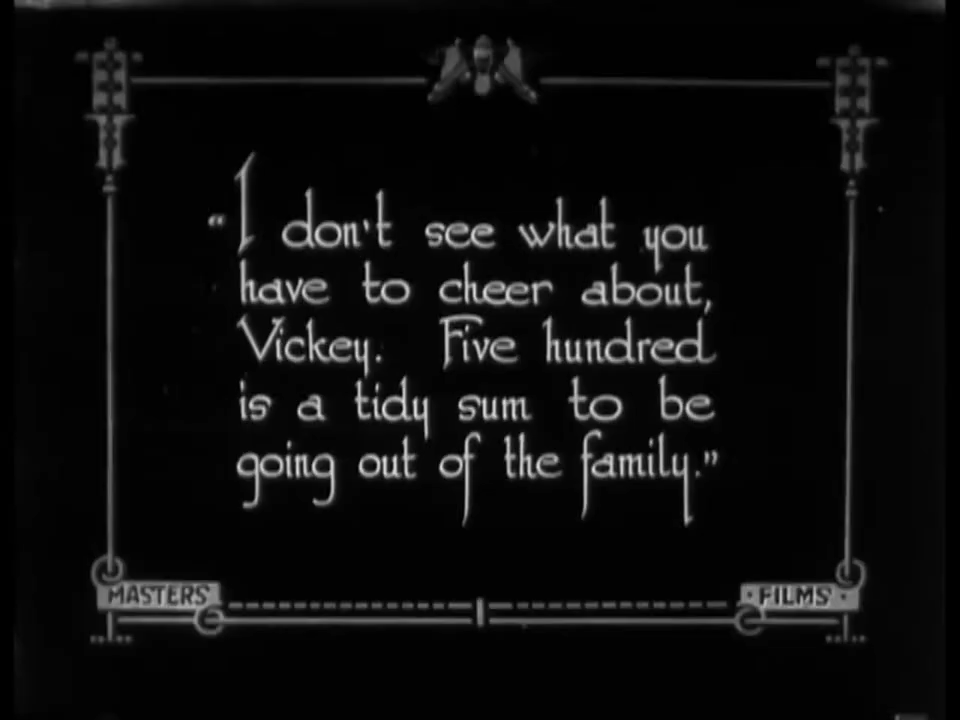 "I don't see what you
have to cheer about,
Vickey. Five hundred
is a tidy sum to be
going out of the family."
MASTERS
· FILMS ·